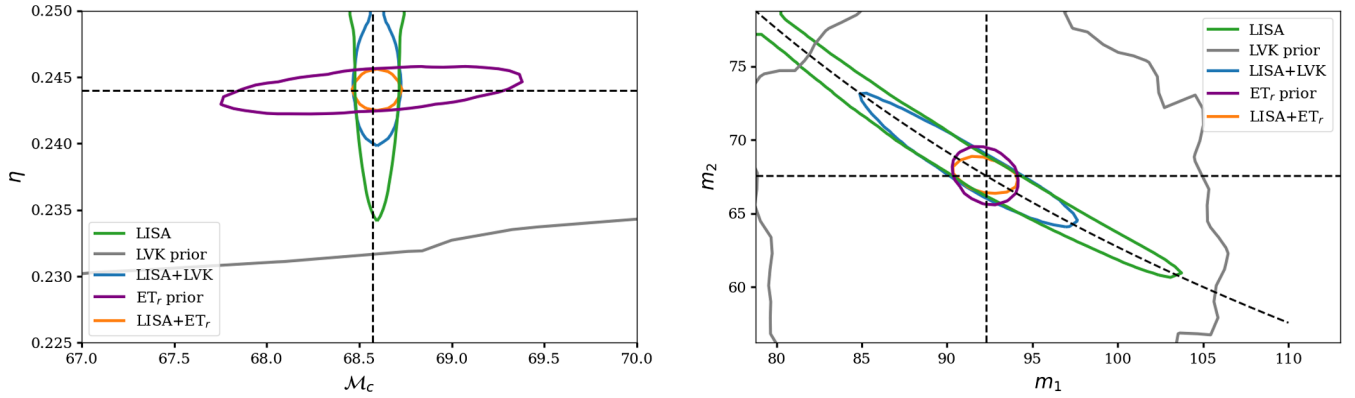 0.250
0.245
0.240
0.235
0.230
0.225
η
LISA
LVK prior
LISA+LVK
ETr prior
LISA+ETr
67.0 67.5 68.0 68.5 69.0 69.5 70.0
ℳc
75
70
65
60
m2
LISA
LVK prior
LISA+LVK
ETr prior
LISA+ETr
80 85 90 95 100 105 110
m1